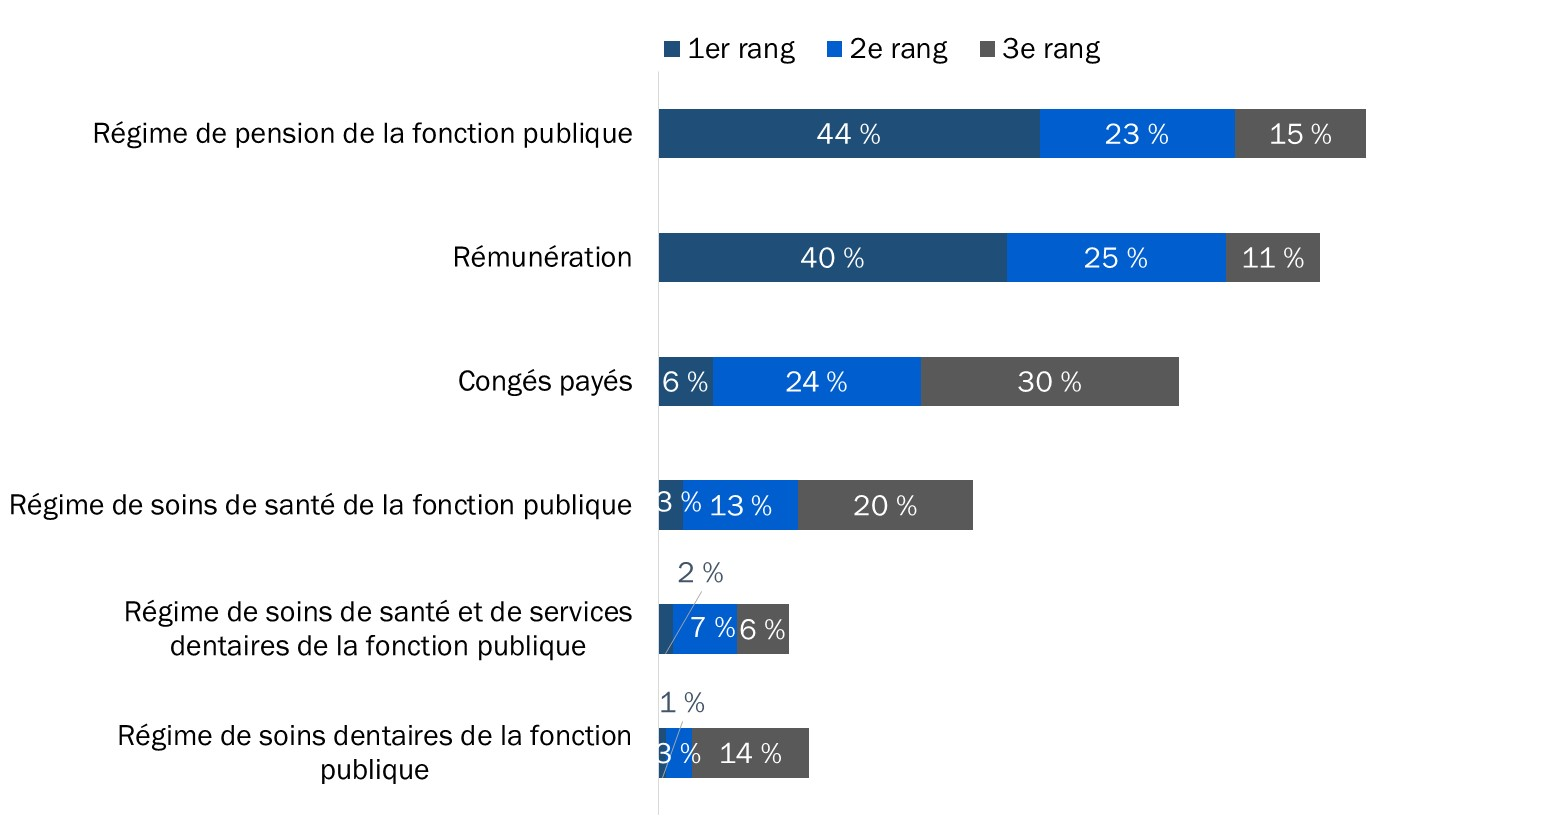 1er rang 2e rang 3e rang
Régime de pension de la fonction publique 44 % 23 % 15 %
Rémunération 40 % 25 % 11 %
Congés payés 6 % 24 % 30 %
Régime de soins de santé de la fonction publique 3 % 13 % 20 %
2 %
Régime de soins de santé et de services
dentaires de la fonction publique
7 % 6 %
1 %
Régime de soins dentaires de la fonction
publique
3 % 14 %